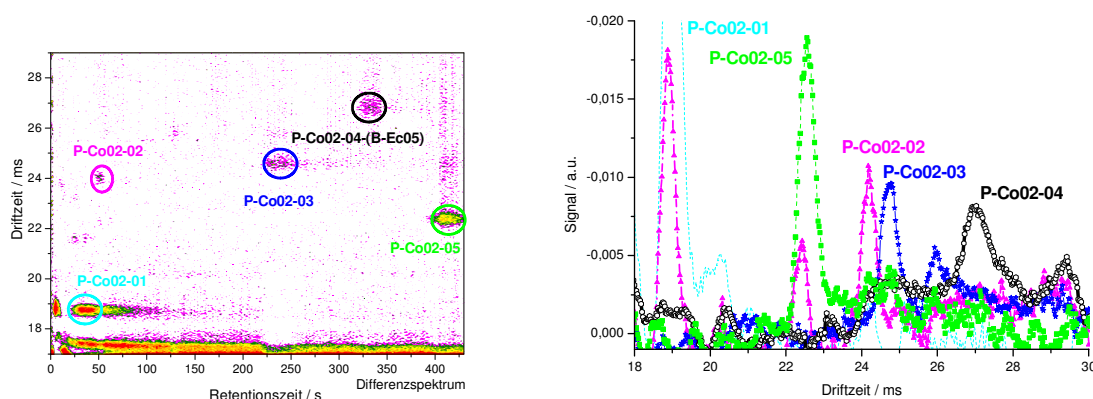 28
26
24
22
20
18
Driftzeit / ms
P-Co02-02
P-Co02-04-(B-Ec05)
P-Co02-03
P-Co02-05
P-Co02-01
0 50 100 150 200 250 300 350 400
Differenzspektrum
Retentionszeit / s
-0,020
-0,015
-0,010
-0,005
0,000
Signal / a.u.
P-Co02-01
P-Co02-05
P-Co02-02
P-Co02-03
P-Co02-04
18 20 22 24 26 28 30
Driftzeit / ms